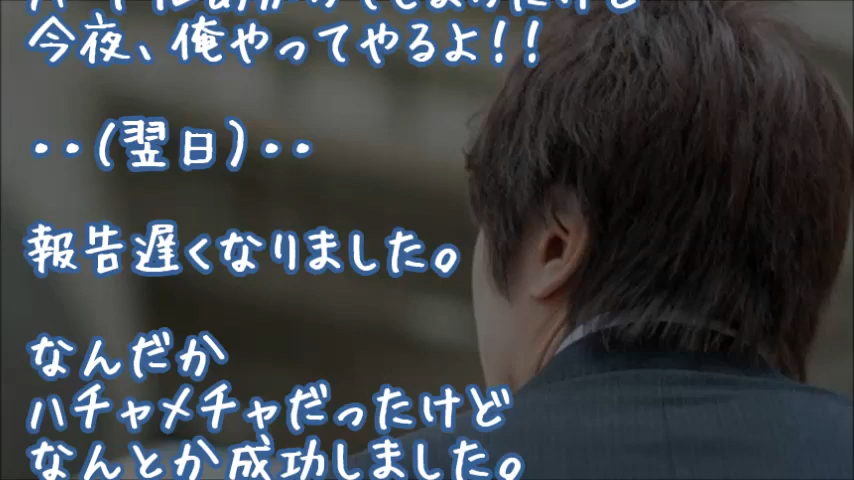 今夜、俺やってやるよ！！
・・（翌日）・・
報告遅くなりました。
なんだか
ハチャメチャだったけど
なんとか成功しました。